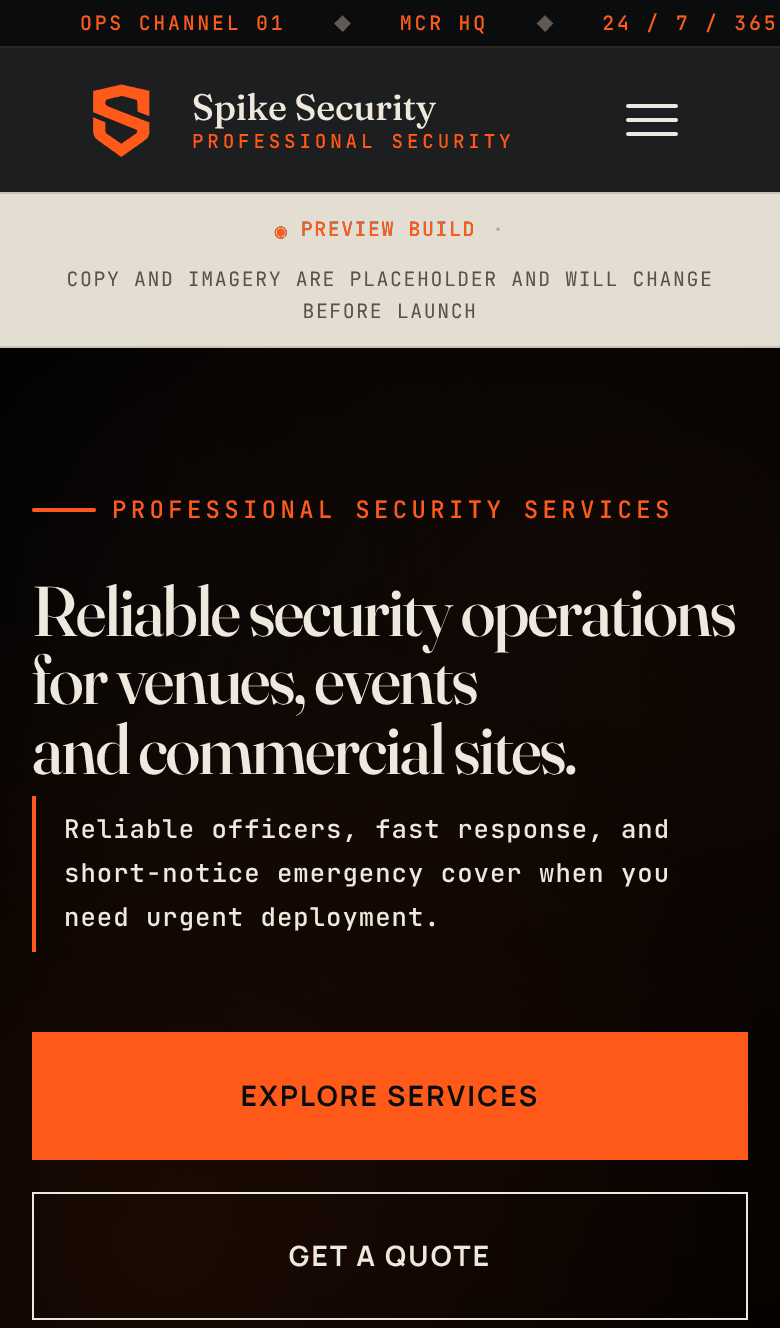 OPS CHANNEL 01 ◆ MCR HQ ◆ 24 / 7 / 365
Spike Security
PROFESSIONAL SECURITY
◉ PREVIEW BUILD ·
COPY AND IMAGERY ARE PLACEHOLDER AND WILL CHANGE
BEFORE LAUNCH
PROFESSIONAL SECURITY SERVICES
Reliable security operations
for venues, events
and commercial sites.
Reliable officers, fast response, and
short-notice emergency cover when you
need urgent deployment.
EXPLORE SERVICES
GET A QUOTE